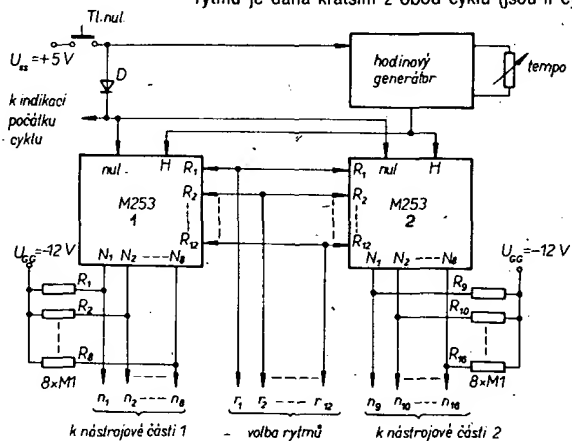 rytmu je dána kratším z obou cyklů (jsou-li c
Tl. nul.
U_ss = +5 V
D
hodinový
generátor
tempo
k indikaci
počátku
cyklu
nul H R1
M253
1
R2
R12
N1 N2 ---- N8
nul H
R1
M253
2
R2
R12
N1 N2 ---- N8
U_GG = -12 V
R1
R2
R8
8×M1
U_GG = -12 V
R9
R10
R16
8×M1
n1 n2 ---- n8
r1 r2 ---- r12
n9 n10 ---- n16
k nástrojové části 1
volba rytmů
k nástrojové části 2